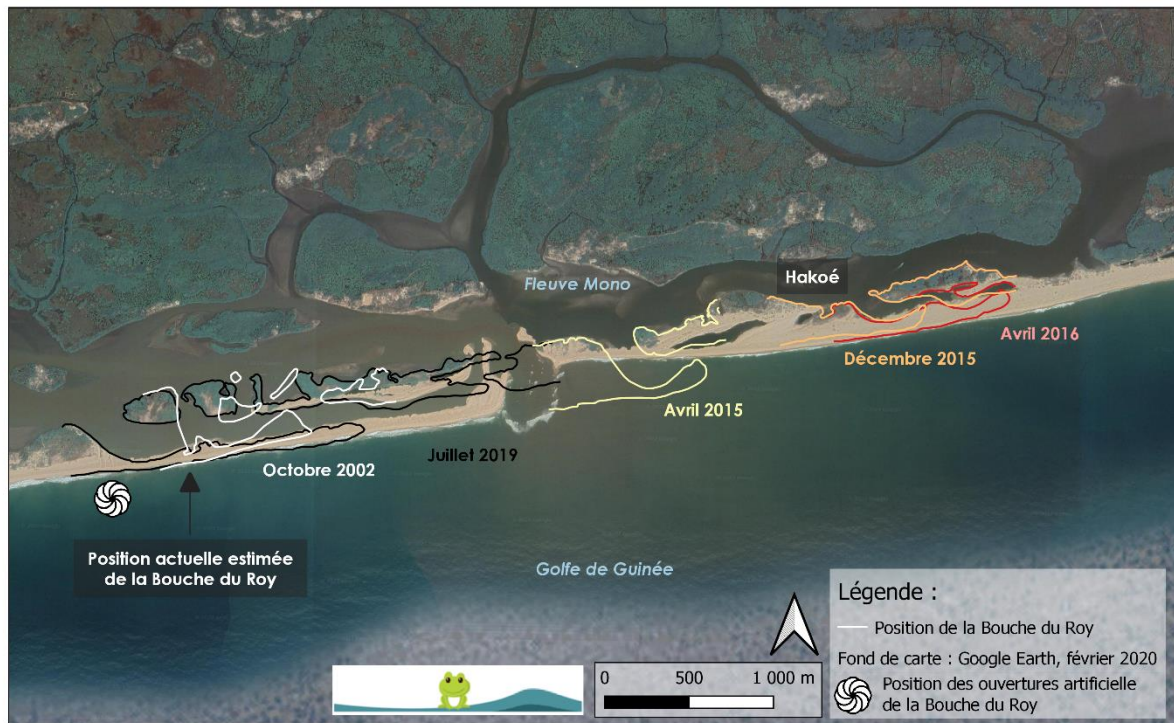 Hakoé
Fleuve Mono
Avril 2016
Décembre 2015
Avril 2015
Juillet 2019
Octobre 2002
Position actuelle estimée
de la Bouche du Roy
Golfe de Guinée
Légende :
Position de la Bouche du Roy
Fond de carte : Google Earth, février 2020
Position des ouvertures artificielle
de la Bouche du Roy
0 500 1 000 m